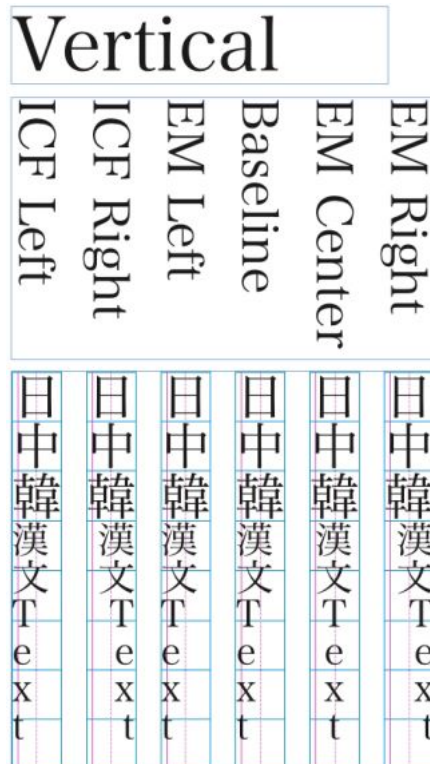 Vertical
ICF Left
ICF Right
EM Left
Baseline
EM Center
EM Right
日中韓漢文Text
日中韓漢文Text
日中韓漢文Text
日中韓漢文Text
日中韓漢文Text
日中韓漢文Text